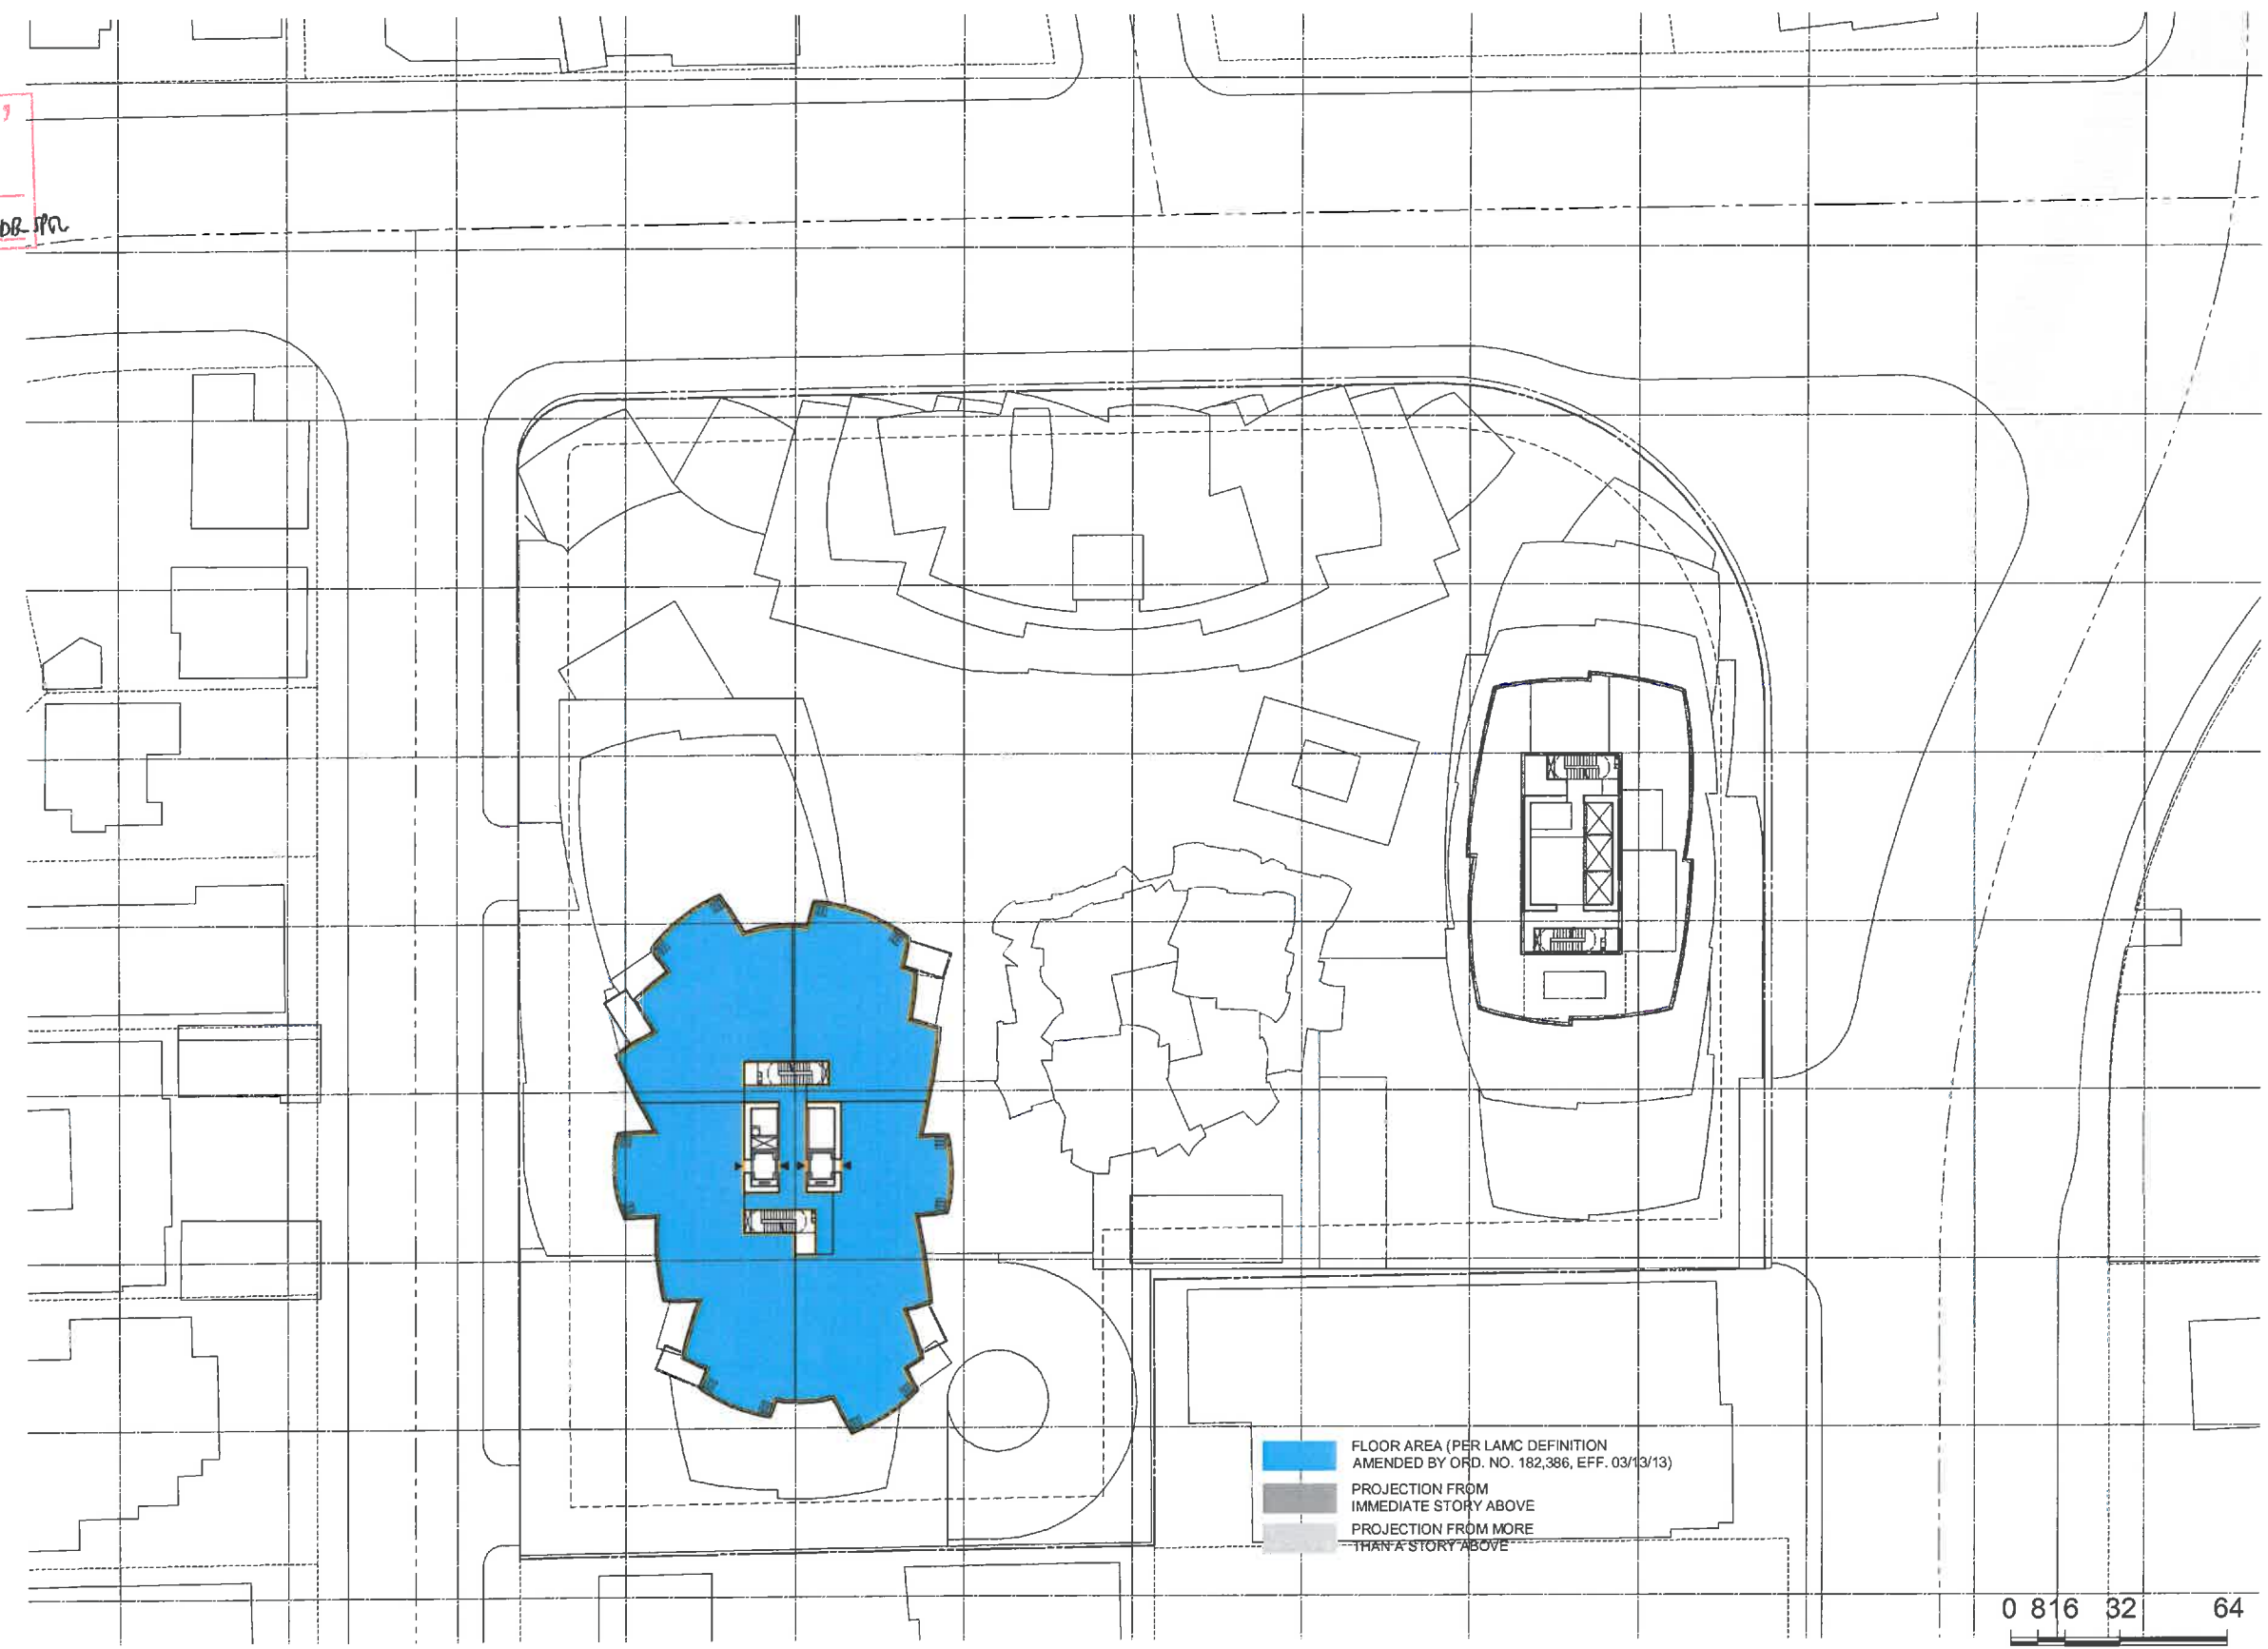 FLOOR AREA (PER LAMC DEFINITION
AMENDED BY ORD. NO. 182,386, EFF. 03/13/13)
PROJECTION FROM
IMMEDIATE STORY ABOVE
PROJECTION FROM MORE
THAN A STORY ABOVE
0 8 16 32 64